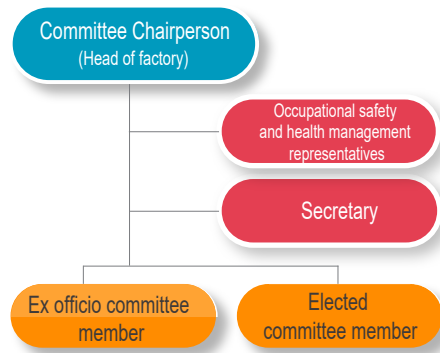 Committee Chairperson
(Head of factory)
Occupational safety
and health management
representatives
Secretary
Ex officio committee
member
Elected
committee member